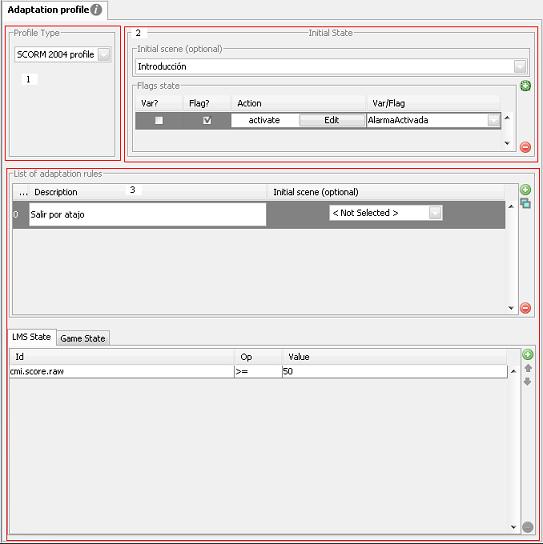 Adaptation profile i
Profile Type
SCORM 2004 profile
1
2
Initial State
Initial scene (optional)
Introducción
Flags state
Var? Flag? Action Var/Flag
activate Edit AlarmaActivada
List of adaptation rules
... Description 3 Initial scene (optional)
0 Salir por atajo < Not Selected >
LMS State Game State
Id Op Value
cmi.score.raw >= 50